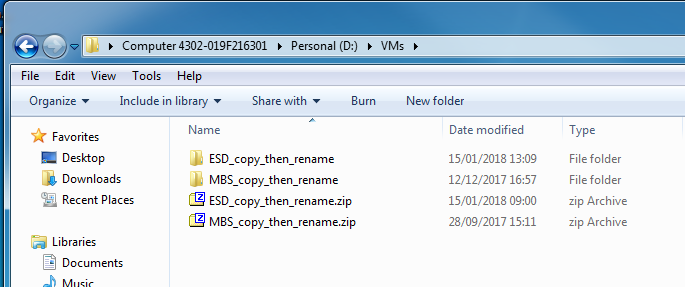 Computer 4302-019F216301 Personal (D:) VMs
File Edit View Tools Help
Organize Include in library Share with Burn New folder
Favorites
Desktop
Downloads
Recent Places
Libraries
Documents
Music
Name Date modified Type
ESD_copy_then_rename 15/01/2018 13:09 File folder
MBS_copy_then_rename 12/12/2017 16:57 File folder
ESD_copy_then_rename.zip 15/01/2018 09:00 zip Archive
MBS_copy_then_rename.zip 28/09/2017 15:11 zip Archive